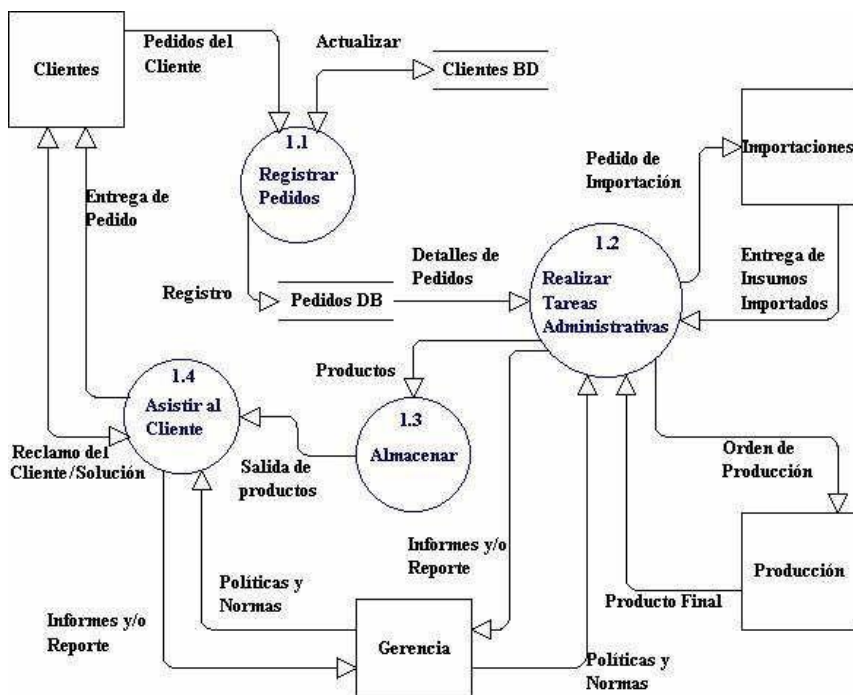 Clientes
Pedidos del
Cliente
Actualizar
Clientes BD
1.1
Registrar
Pedidos
Importaciones
Pedido de
Importación
Entrega de
Pedido
1.2
Realizar
Tareas
Administrativas
Detalles de
Pedidos
Entrega de
Insumos
Importados
Registro
Pedidos DB
Productos
1.4
Asistir al
Cliente
1.3
Almacenar
Reclamo del
Cliente/Solución
Salida de
productos
Orden de
Producción
Informes y/o
Reporte
Políticas y
Normas
Producción
Producto Final
Informes y/o
Reporte
Gerencia
Políticas y
Normas